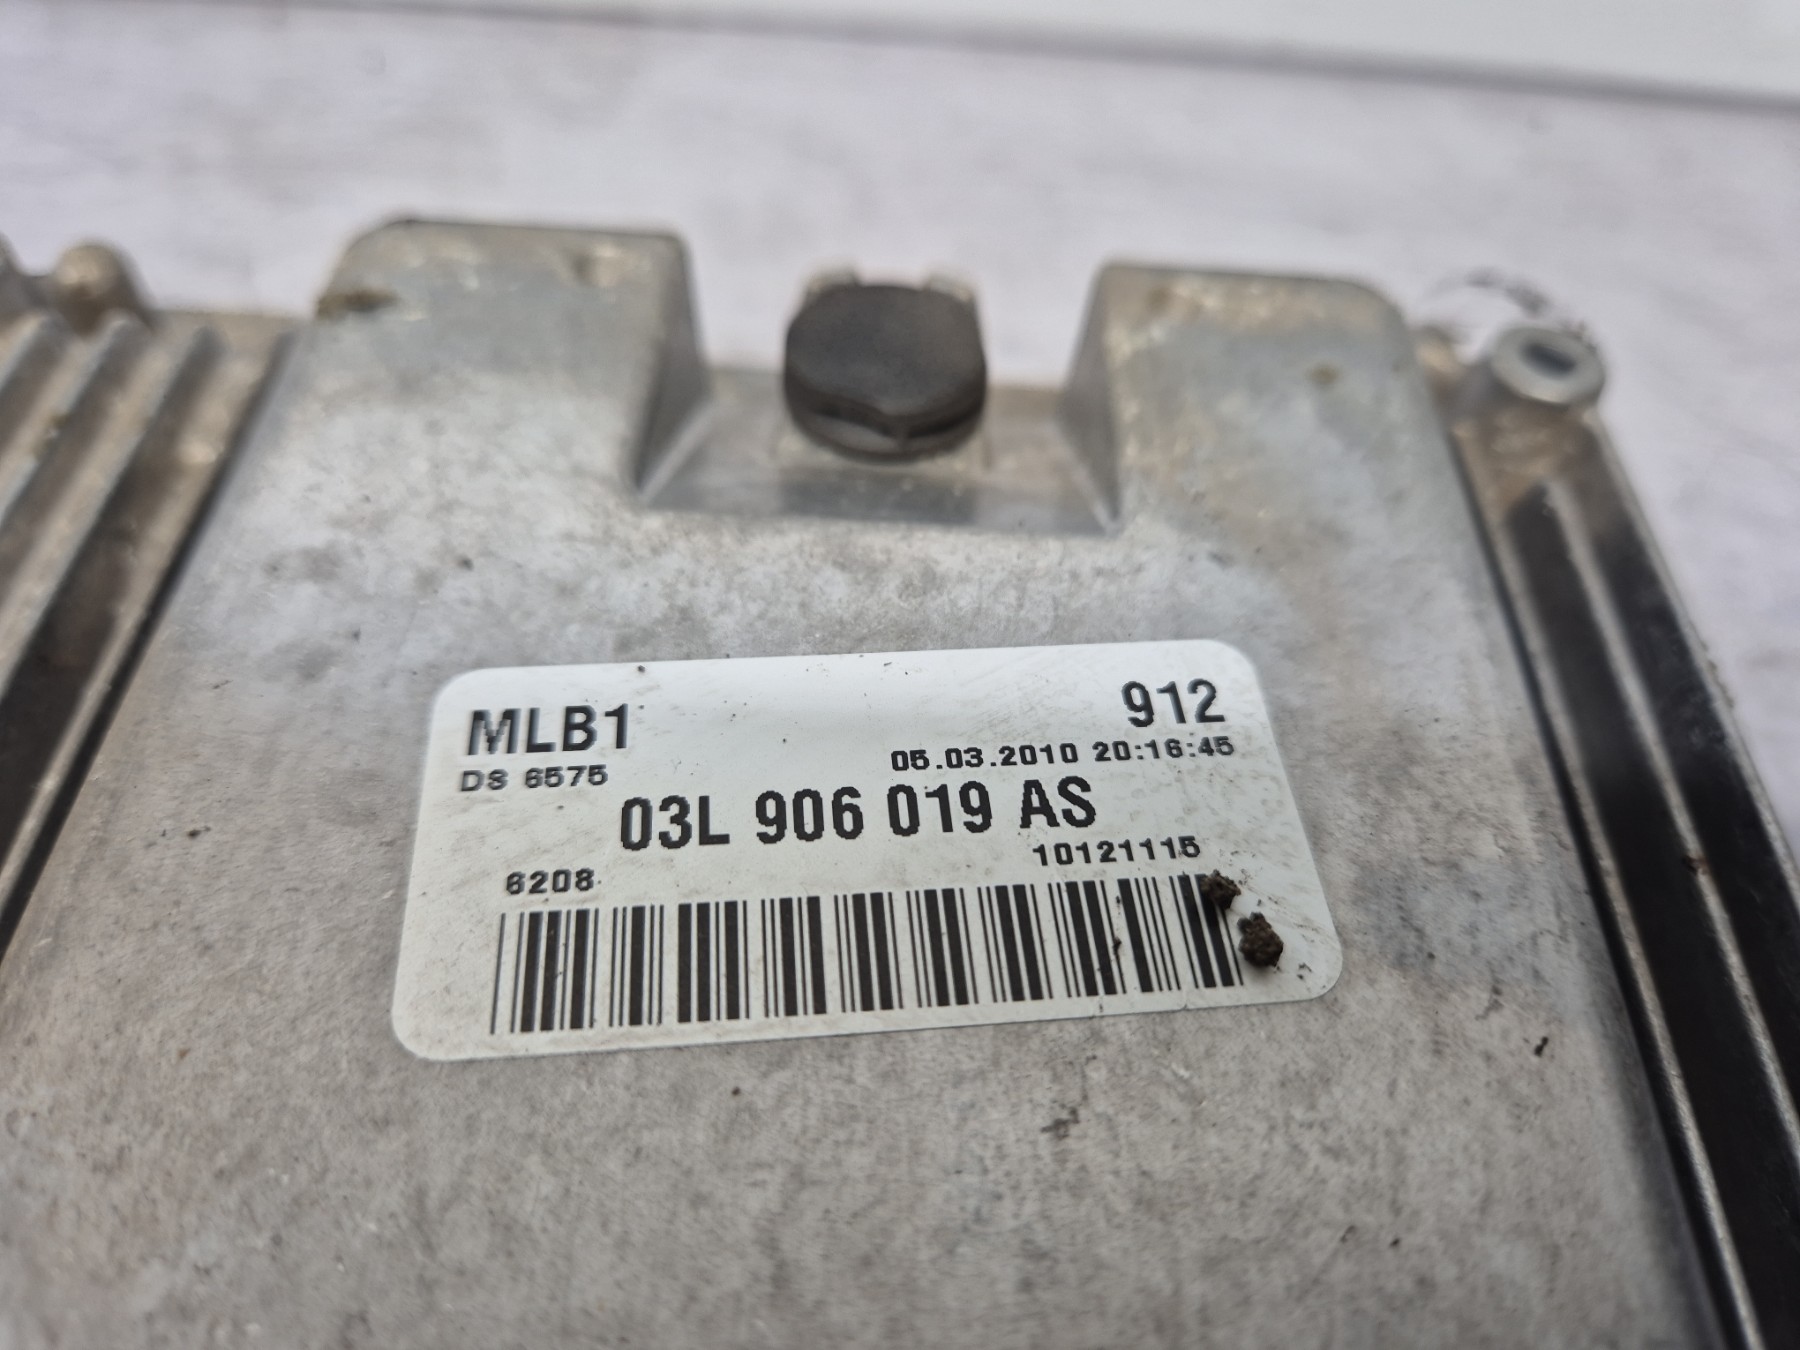 MLB1 912
DS 6575 05.03.2010 20:16:45
03L 906 019 AS
6208 10121115